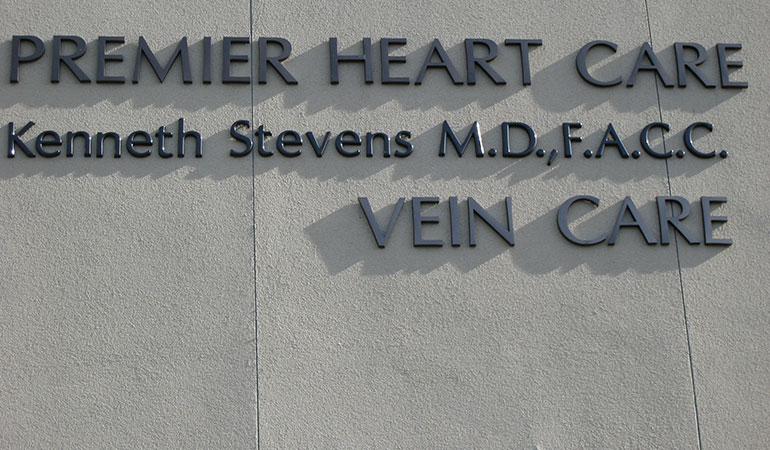 PREMIER HEART CARE
Kenneth Stevens M.D.,F.A.C.C.
VEIN CARE